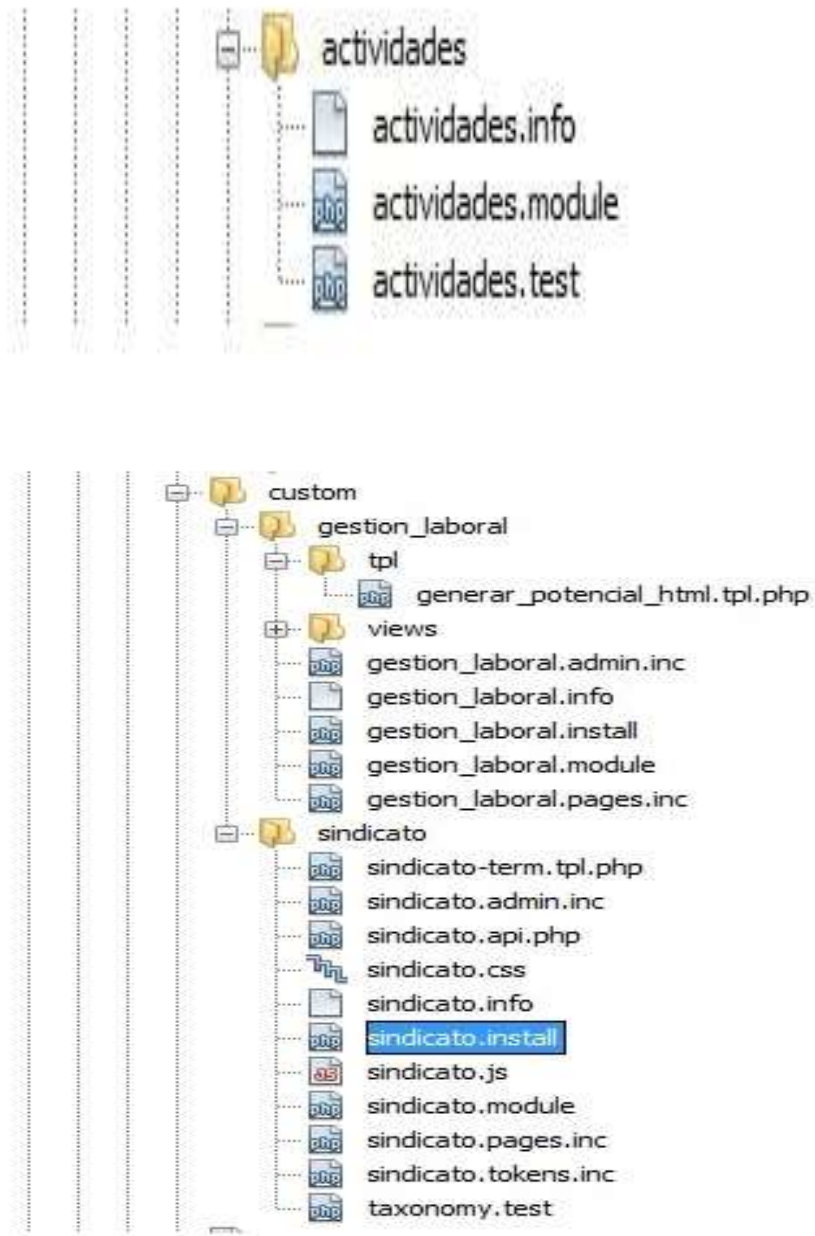 actividades
actividades.info
actividades.module
actividades.test
custom
gestion_laboral
tpl
generar_potencial_html.tpl.php
views
gestion_laboral.admin.inc
gestion_laboral.info
gestion_laboral.install
gestion_laboral.module
gestion_laboral.pages.inc
sindicato
sindicato-term.tpl.php
sindicato.admin.inc
sindicato.api.php
sindicato.css
sindicato.info
sindicato.install
sindicato.js
sindicato.module
sindicato.pages.inc
sindicato.tokens.inc
taxonomy.test